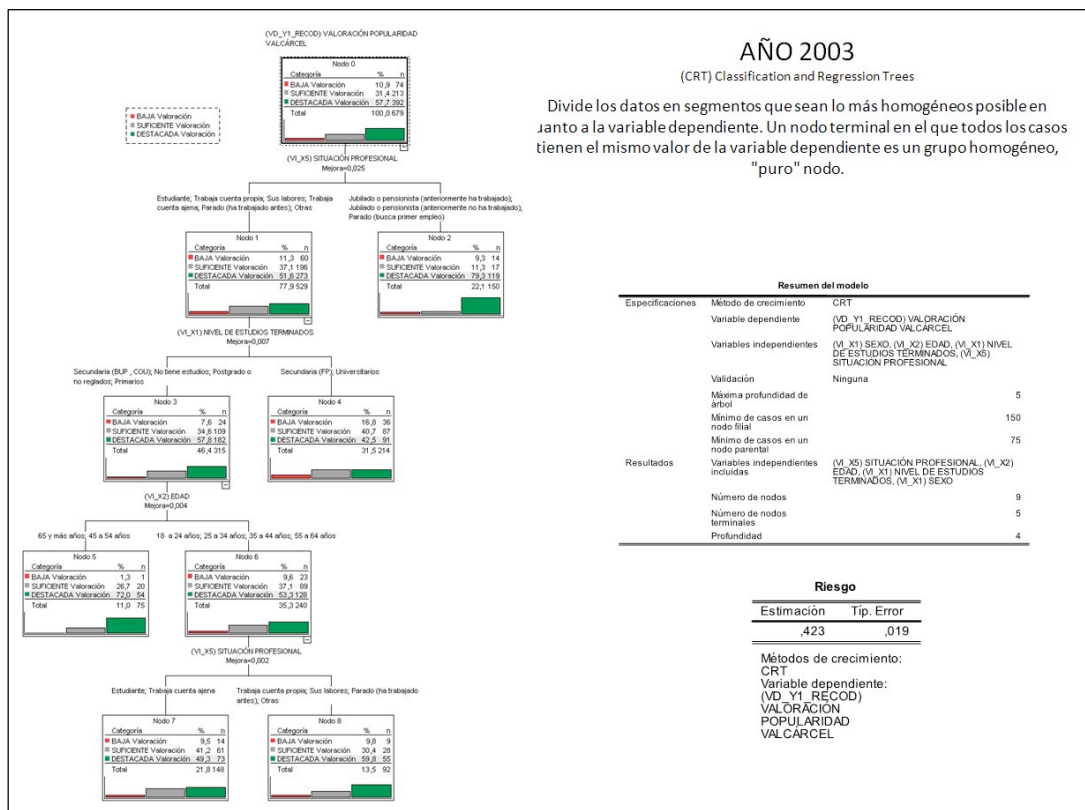 (VD_Y1_RECOD) VALORACIÓN POPULARIDAD
VALCÁRCEL
Nodo 0
Categoría % n
BAJA Valoración 10,9 74
SUFICIENTE Valoración 31,4 213
DESTACADA Valoración 57,7 392
Total 100,0 679
BAJA Valoración
SUFICIENTE Valoración
DESTACADA Valoración
(VI_X5) SITUACIÓN PROFESIONAL
Mejora=0,025
Estudiante; Trabaja cuenta propia; Sus labores; Trabaja
cuenta ajena; Parado (ha trabajado antes); Otras
Jubilado o pensionista (anteriormente ha trabajado);
Jubilado o pensionista (anteriormente no ha trabajado);
Parado (busca primer empleo)
Nodo 1
Categoría % n
BAJA Valoración 11,3 60
SUFICIENTE Valoración 37,1 196
DESTACADA Valoración 51,6 273
Total 77,9 529
Nodo 2
Categoría % n
BAJA Valoración 9,3 14
SUFICIENTE Valoración 11,3 17
DESTACADA Valoración 79,3 119
Total 22,1 150
(VI_X1) NIVEL DE ESTUDIOS TERMINADOS
Mejora=0,007
Secundaria (BUP , COU); No tiene estudios; Postgrado o
no reglados; Primarios
Secundaria (FP); Universitarios
Nodo 3
Categoría % n
BAJA Valoración 7,6 24
SUFICIENTE Valoración 34,6 109
DESTACADA Valoración 57,8 182
Total 46,4 315
Nodo 4
Categoría % n
BAJA Valoración 16,8 36
SUFICIENTE Valoración 40,7 87
DESTACADA Valoración 42,5 91
Total 31,5 214
(VI_X2) EDAD
Mejora=0,004
65 y más años; 45 a 54 años
18 a 24 años; 25 a 34 años; 35 a 44 años; 55 a 64 años
Nodo 5
Categoría % n
BAJA Valoración 1,3 1
SUFICIENTE Valoración 26,7 20
DESTACADA Valoración 72,0 54
Total 11,0 75
Nodo 6
Categoría % n
BAJA Valoración 9,6 23
SUFICIENTE Valoración 37,1 89
DESTACADA Valoración 53,3 128
Total 35,3 240
(VI_X5) SITUACIÓN PROFESIONAL
Mejora=0,002
Estudiante; Trabaja cuenta ajena
Trabaja cuenta propia; Sus labores; Parado (ha trabajado
antes); Otras
Nodo 7
Categoría % n
BAJA Valoración 9,5 14
SUFICIENTE Valoración 41,2 61
DESTACADA Valoración 49,3 73
Total 21,8 148
Nodo 8
Categoría % n
BAJA Valoración 9,8 9
SUFICIENTE Valoración 30,4 28
DESTACADA Valoración 59,8 55
Total 13,5 92
AÑO 2003
(CRT) Classification and Regression Trees
Divide los datos en segmentos que sean lo más homogéneos posible en
uanto a la variable dependiente. Un nodo terminal en el que todos los casos
tienen el mismo valor de la variable dependiente es un grupo homogéneo,
"puro" nodo.
Resumen del modelo
Especificaciones Método de crecimiento CRT
Variable dependiente (VD_Y1_RECOD) VALORACIÓN
POPULARIDAD VALCÁRCEL
Variables independientes (VI_X1) SEXO, (VI_X2) EDAD, (VI_X1) NIVEL
DE ESTUDIOS TERMINADOS, (VI_X5)
SITUACIÓN PROFESIONAL
Validación Ninguna
Máxima profundidad de
árbol 5
Mínimo de casos en un
nodo filial 150
Mínimo de casos en un
nodo parental 75
Resultados Variables independientes
incluidas (VI_X5) SITUACIÓN PROFESIONAL, (VI_X2)
EDAD, (VI_X1) NIVEL DE ESTUDIOS
TERMINADOS, (VI_X1) SEXO
Número de nodos 9
Número de nodos
terminales 5
Profundidad 4
Riesgo
Estimación Típ. Error
,423 ,019
Métodos de crecimiento:
CRT
Variable dependiente:
(VD_Y1_RECOD)
VALORACIÓN
POPULARIDAD
VALCÁRCEL